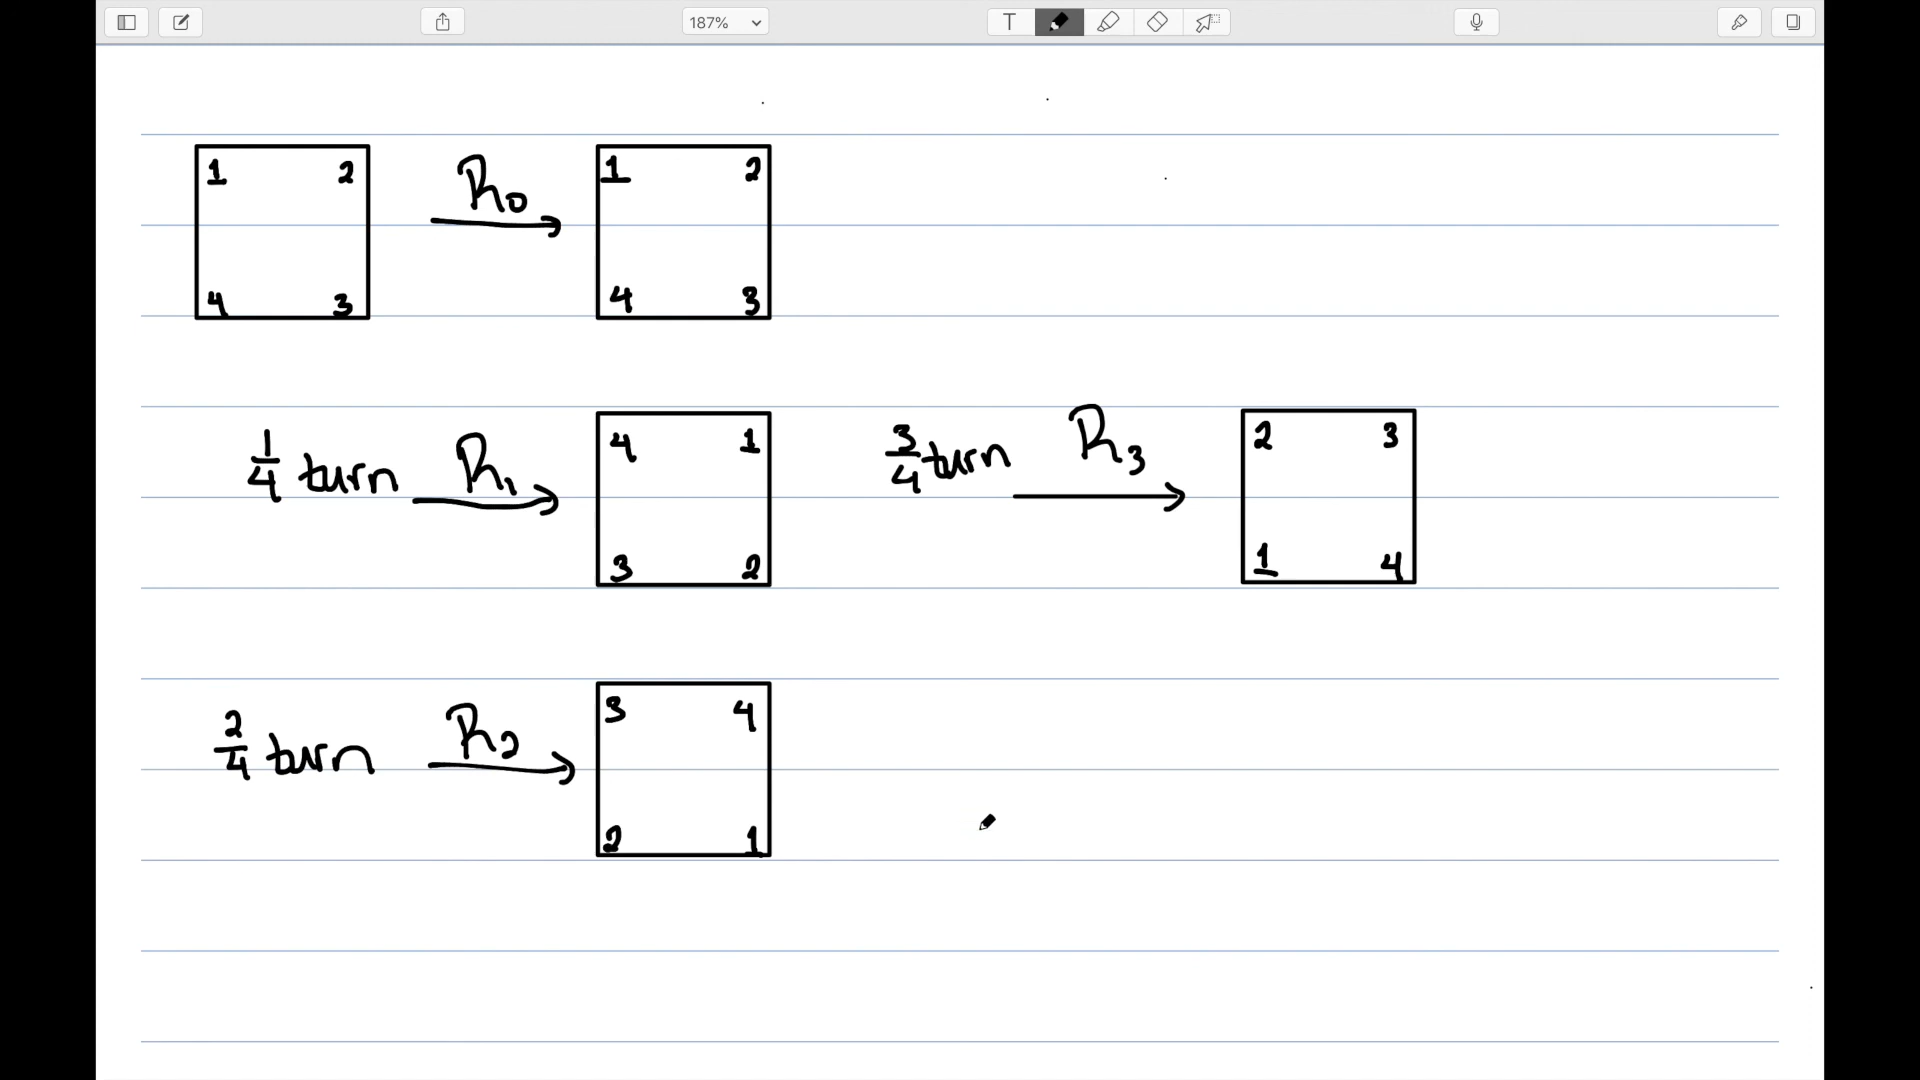 187%
T
1 2 R₀ 1 2
4 3 4 3
1/4 turn R₁ 4 1 3/4 turn R₃ 2 3
3 2 1 4
2/4 turn R₂ 3 4
2 1